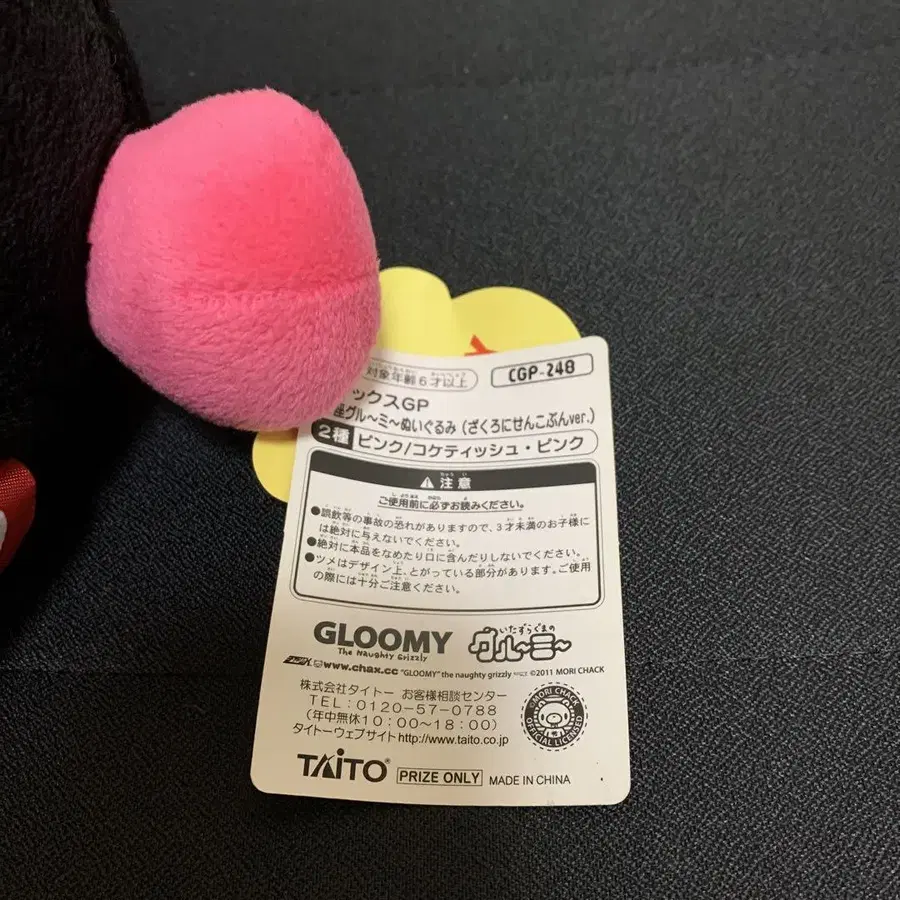 対象年齢6才以上
CGP-248
ックスGP
座グル〜ミ〜ぬいぐるみ (ざくろにせんこぶんver.)
2種 ピンク/コケティッシュ・ピンク
注意
ご使用前に必ずお読みください。
●誤飲等の事故の恐れがありますので、3才未満のお子様に
は絶対に与えないでください。
●絶対に本品をなめたり口に含んだりしないでください。
●ツメはデザイン上、とがっている部分があります。ご使用
の際には十分ご注意ください。
GLOOMY
The Naughty Grizzly
いたずらぐまの
グル〜ミ〜
www.chax.cc "GLOOMY" the naughty grizzly ©2011 MORI CHACK
株式会社タイトー お客様相談センター
TEL:0120-57-0788
(年中無休10:00〜18:00)
タイトーウェブサイトhttp://www.taito.co.jp
MORI CHACK
OFFICIAL LICENSED
TAITO®
PRIZE ONLY
MADE IN CHINA